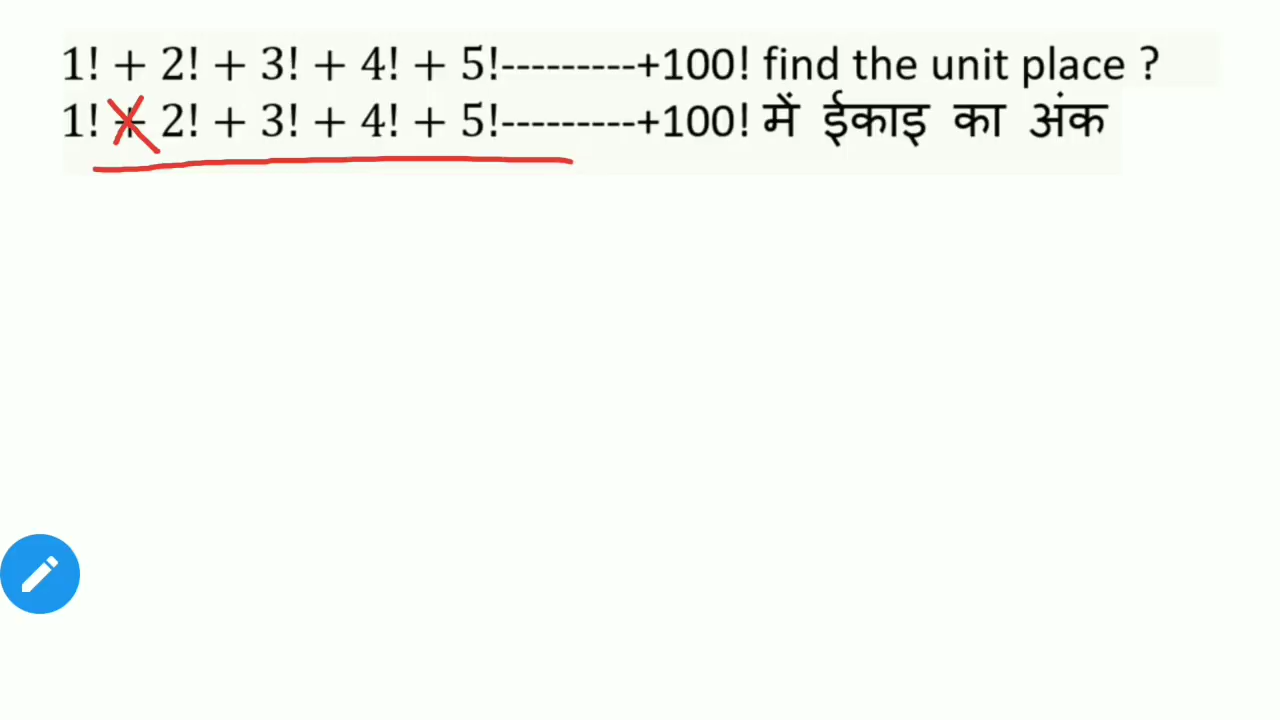 1! + 2! + 3! + 4! + 5!---------+100! find the unit place ?
1! + 2! + 3! + 4! + 5!---------+100! में ईकाइ का अंक